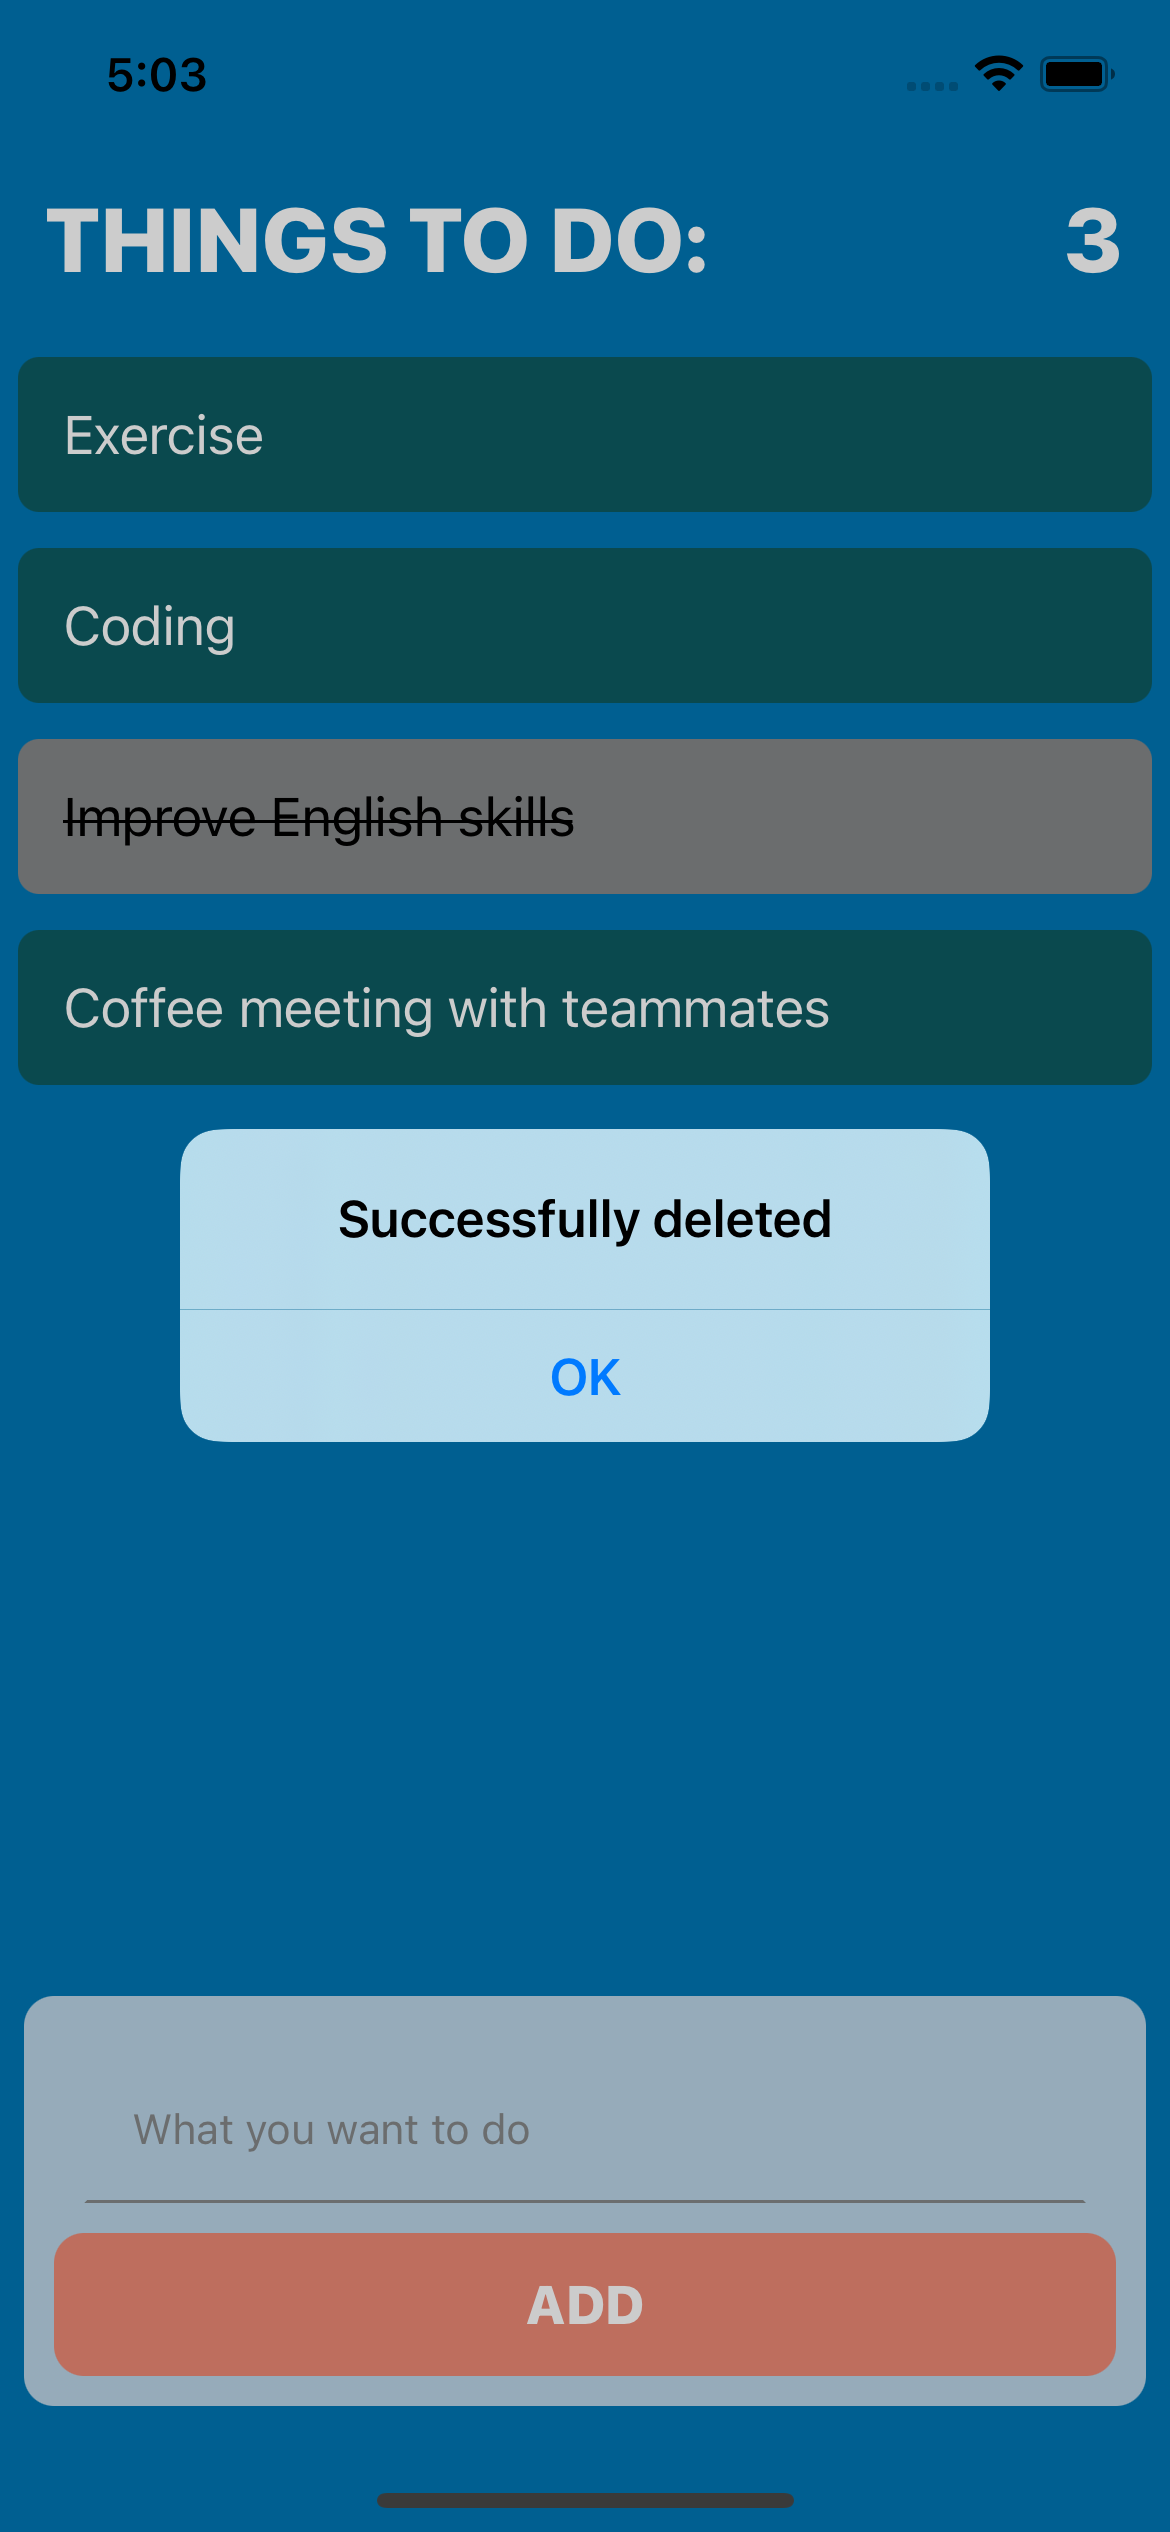 5:03
THINGS TO DO: 3
Exercise
Coding
Improve English skills
Coffee meeting with teammates
Successfully deleted
OK
What you want to do
ADD